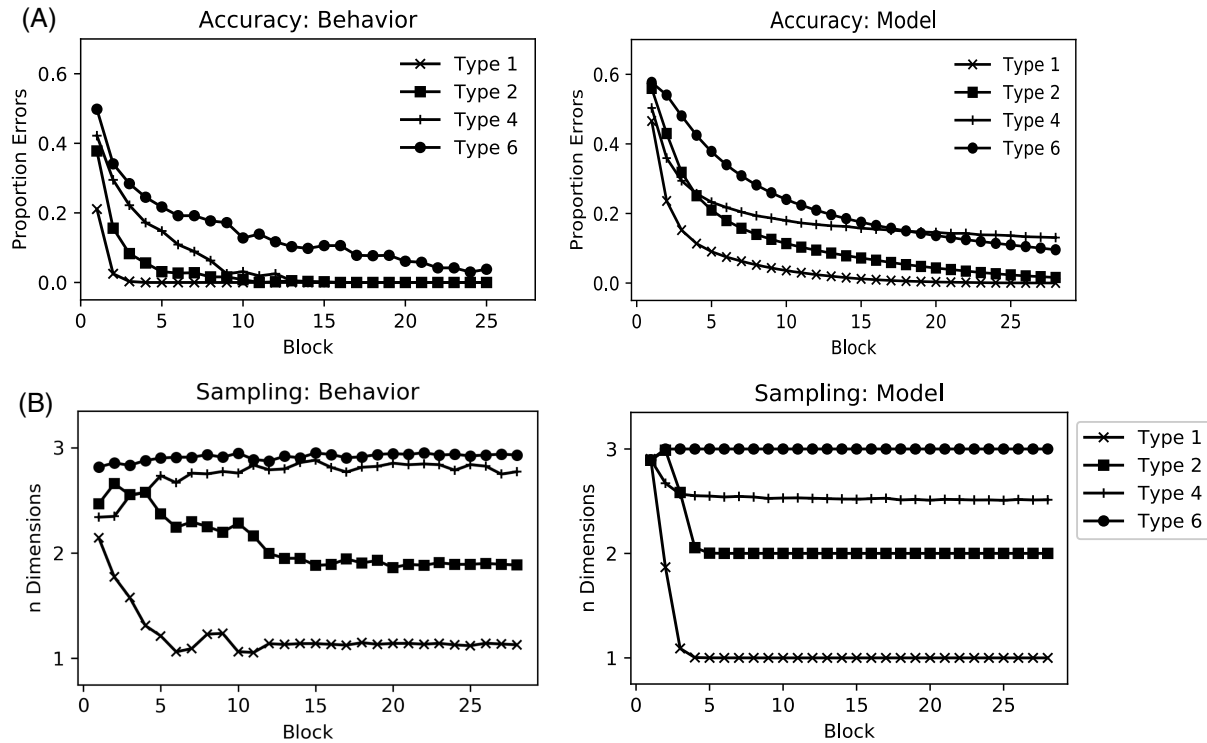 (A)
Accuracy: Behavior
Proportion Errors
0.6
0.4
0.2
0.0
Type 1
Type 2
Type 4
Type 6
0 5 10 15 20 25
Block
Accuracy: Model
Proportion Errors
0.6
0.4
0.2
0.0
Type 1
Type 2
Type 4
Type 6
0 5 10 15 20 25
Block
(B)
Sampling: Behavior
n Dimensions
3
2
1
0 5 10 15 20 25
Block
Sampling: Model
n Dimensions
3
2
1
0 5 10 15 20 25
Block
Type 1
Type 2
Type 4
Type 6